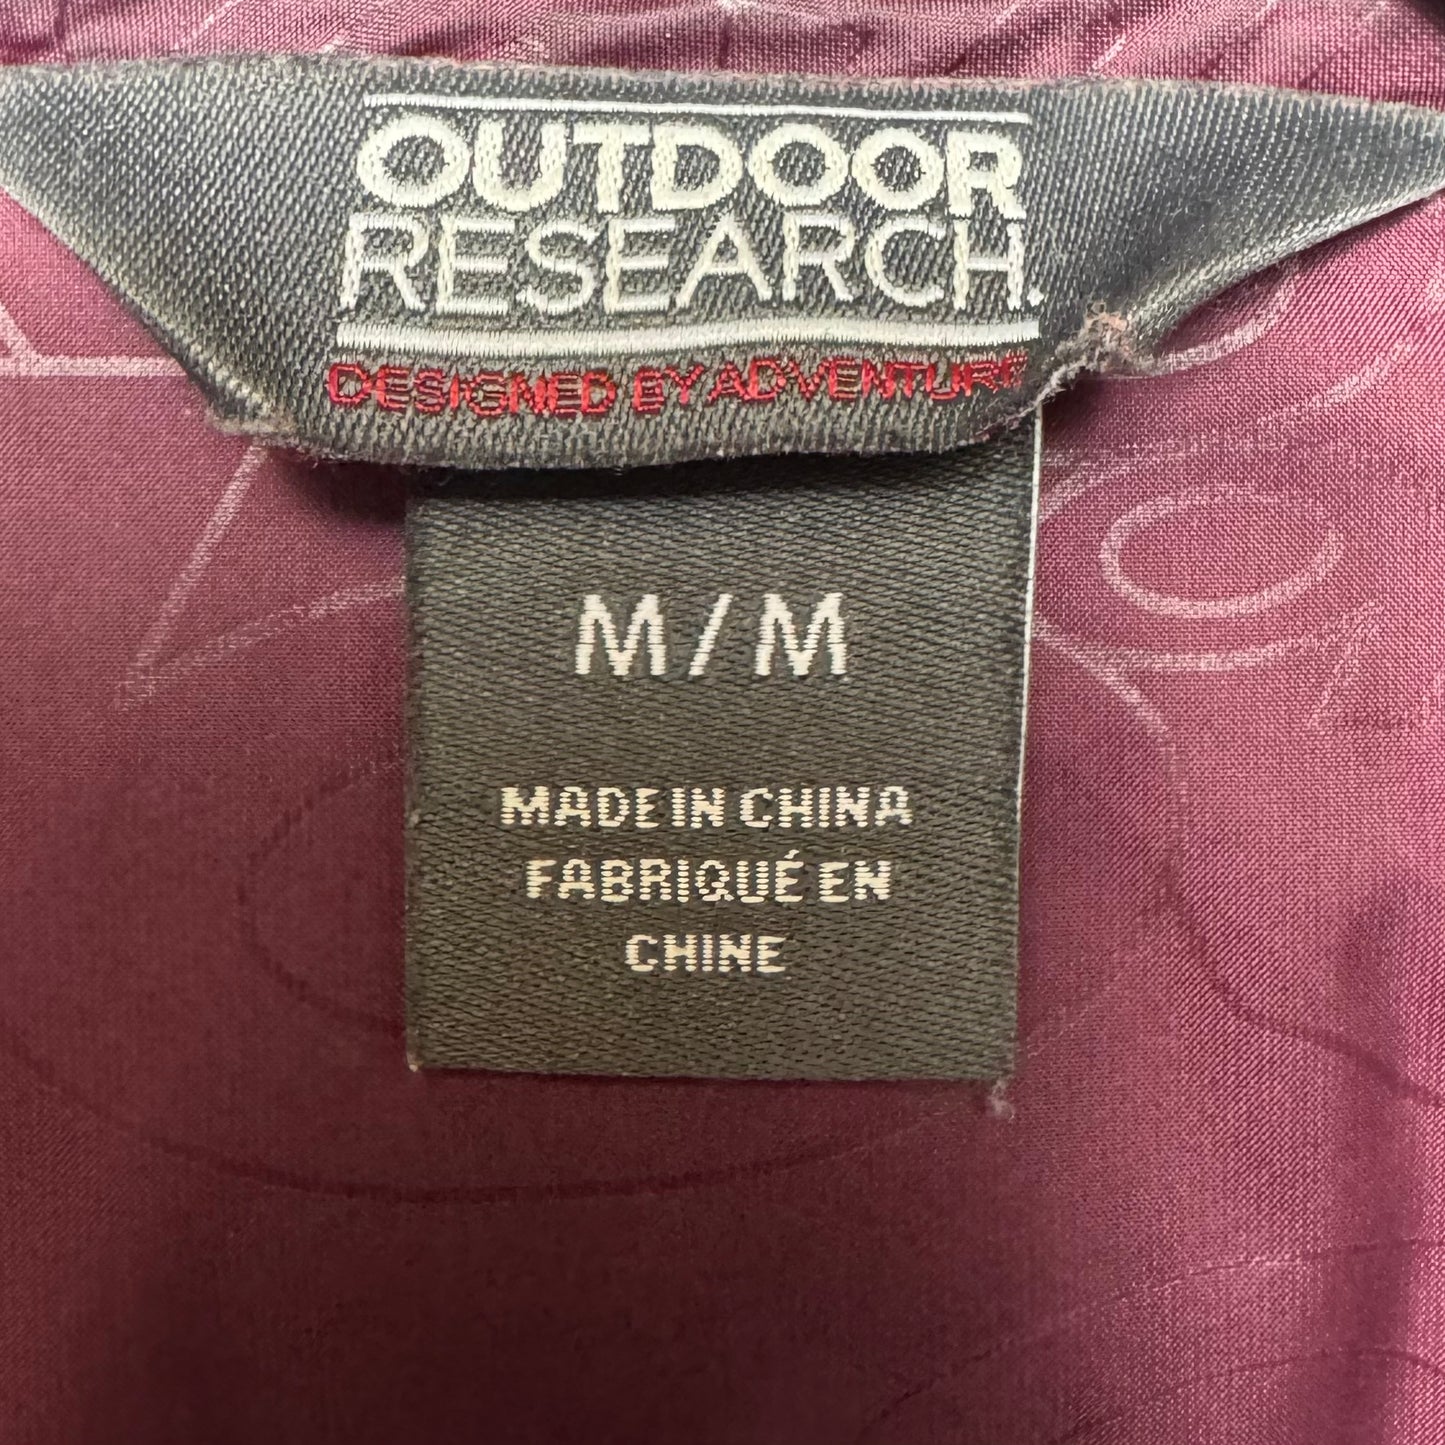 OUTDOOR
RESEARCH.
DESIGNED BY ADVENTURE
M / M
MADE IN CHINA
FABRIQUÉ EN
CHINE